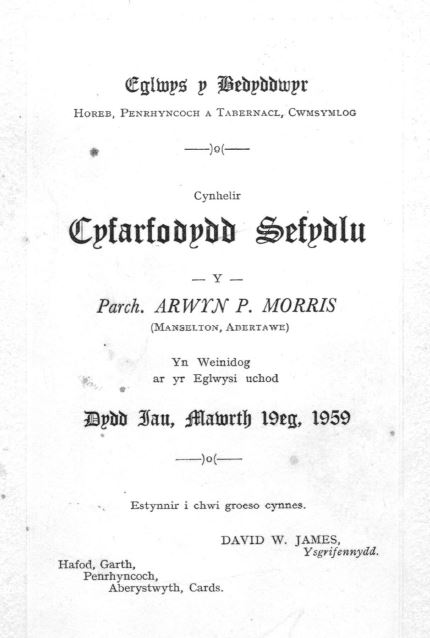 Eglwys y Bedyddwyr
Horeb, Penrhyncoch a Tabernacl, Cwmsymlog
——)o(——
Cynhelir
Cyfarfodydd Sefydlu
— Y —
Parch. ARWYN P. MORRIS
(Manselton, Abertawe)
Yn Weinidog
ar yr Eglwysi uchod
Dydd Iau, Mawrth 19eg, 1959
——)o(——
Estynnir i chwi groeso cynnes.
DAVID W. JAMES,
Ysgrifennydd.
Hafod, Garth,
Penrhyncoch,
Aberystwyth, Cards.